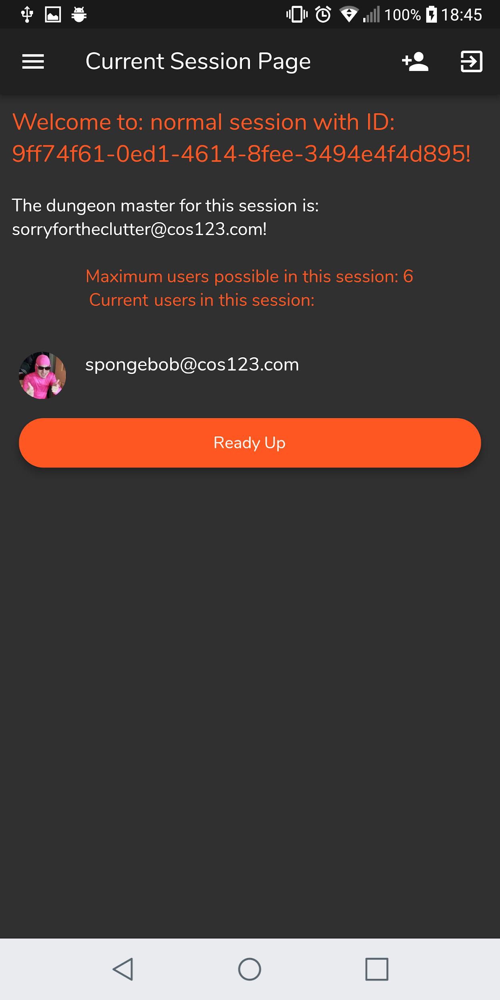 100% 18:45
Current Session Page
Welcome to: normal session with ID:
9ff74f61-0ed1-4614-8fee-3494e4f4d895!
The dungeon master for this session is:
sorryfortheclutter@cos123.com!
Maximum users possible in this session: 6
Current users in this session:
spongebob@cos123.com
Ready Up